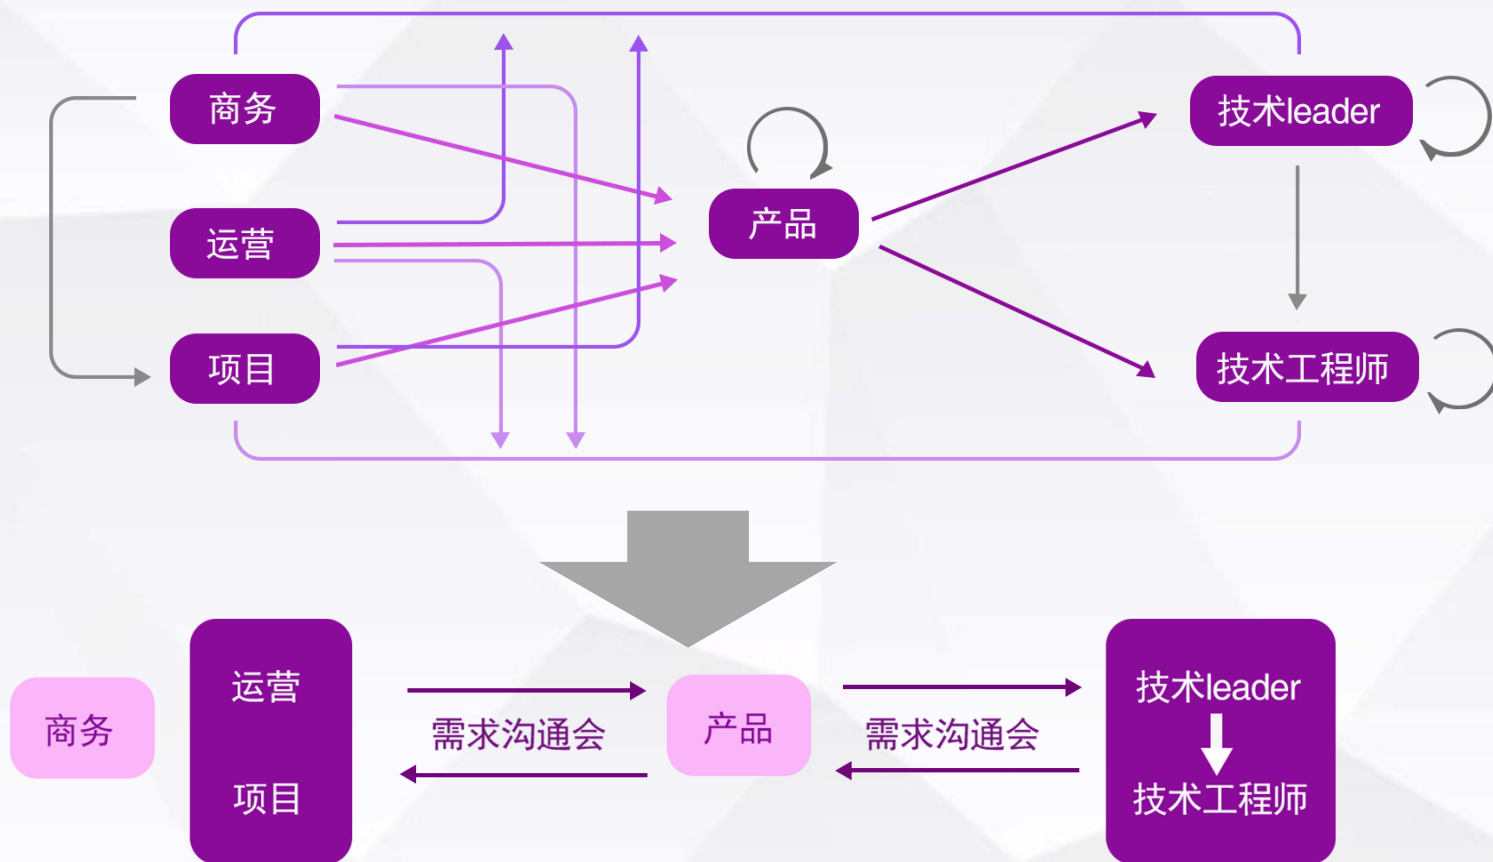 商务
技术leader
产品
运营
项目
技术工程师
商务
运营
项目
需求沟通会
产品
需求沟通会
技术leader
技术工程师